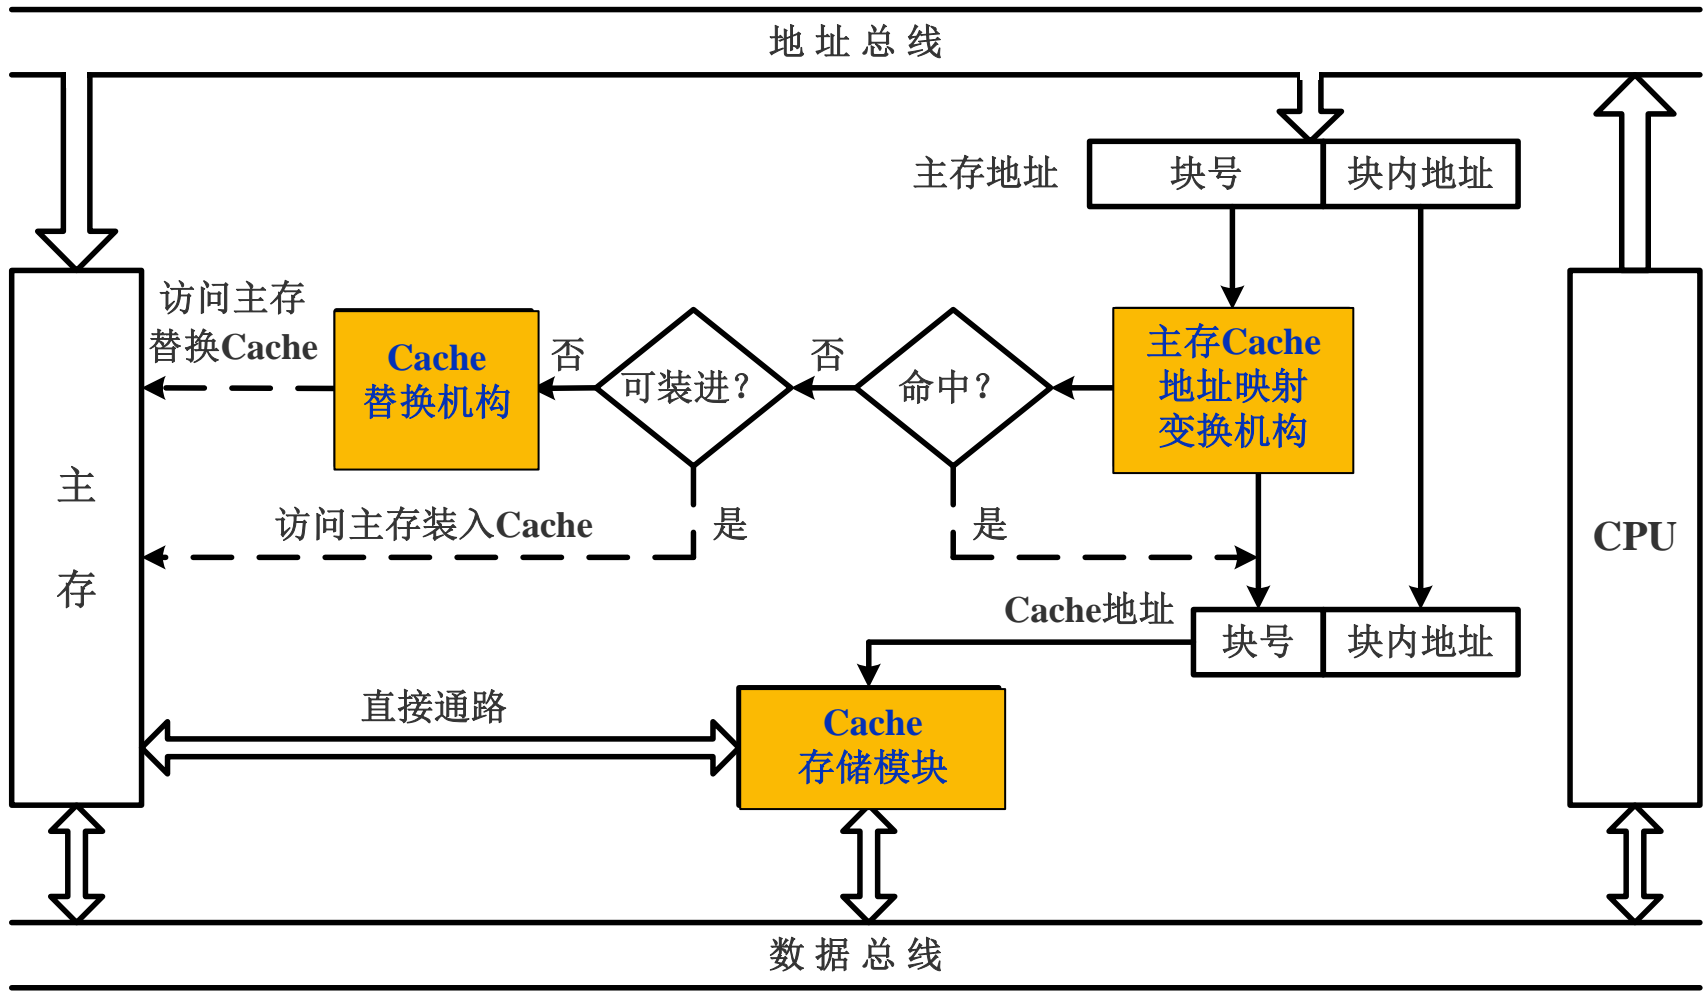 地址总线
主存地址
块号
块内地址
访问主存
替换Cache
Cache
替换机构
否
可装进?
否
命中?
主存Cache
地址映射
变换机构
主
存
访问主存装入Cache
是
是
CPU
Cache地址
块号
块内地址
直接通路
Cache
存储模块
数据总线